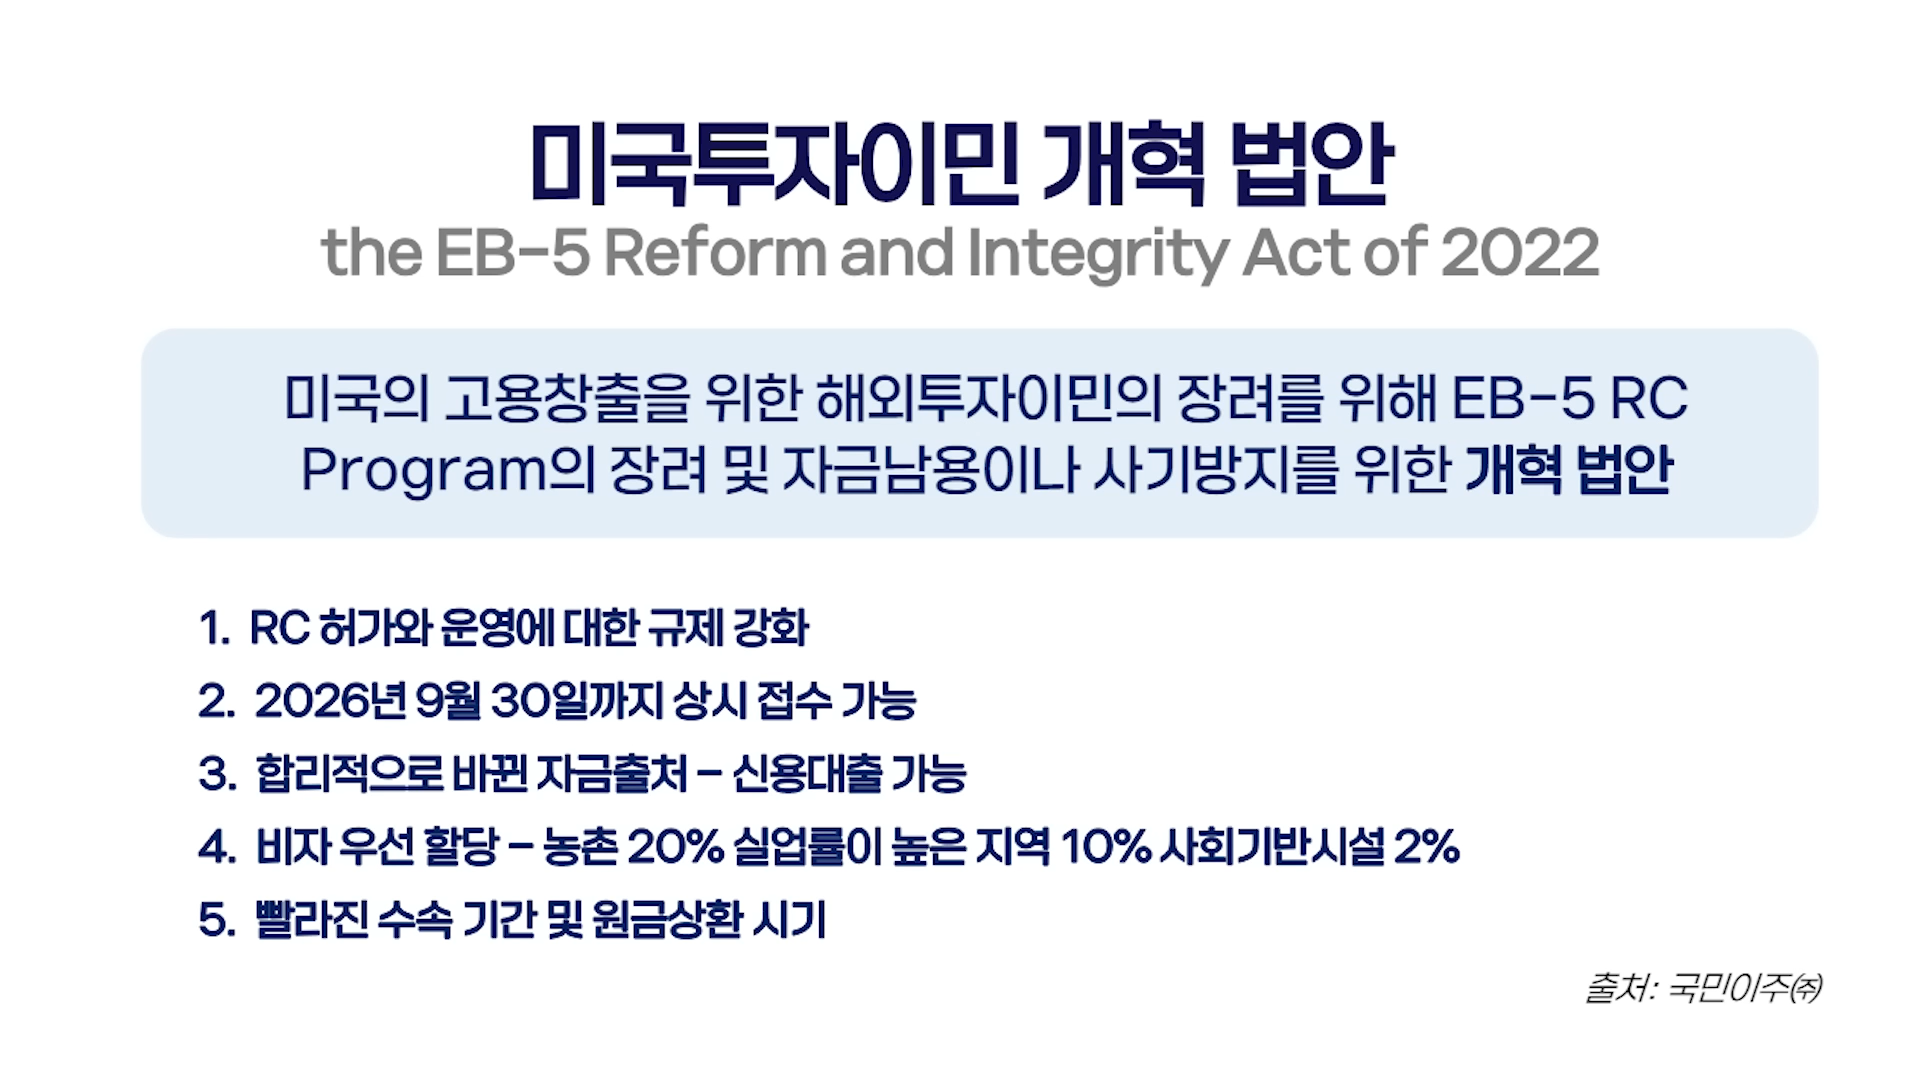 미국투자이민 개혁 법안
the EB-5 Reform and Integrity Act of 2022
미국의 고용창출을 위한 해외투자이민의 장려를 위해 EB-5 RC
Program의 장려 및 자금남용이나 사기방지를 위한 개혁 법안
1. RC 허가와 운영에 대한 규제 강화
2. 2026년 9월 30일까지 상시 접수 가능
3. 합리적으로 바뀐 자금출처 - 신용대출 가능
4. 비자 우선 할당 - 농촌 20% 실업률이 높은 지역 10% 사회기반시설 2%
5. 빨라진 수속 기간 및 원금상환 시기
출처: 국민이주㈜